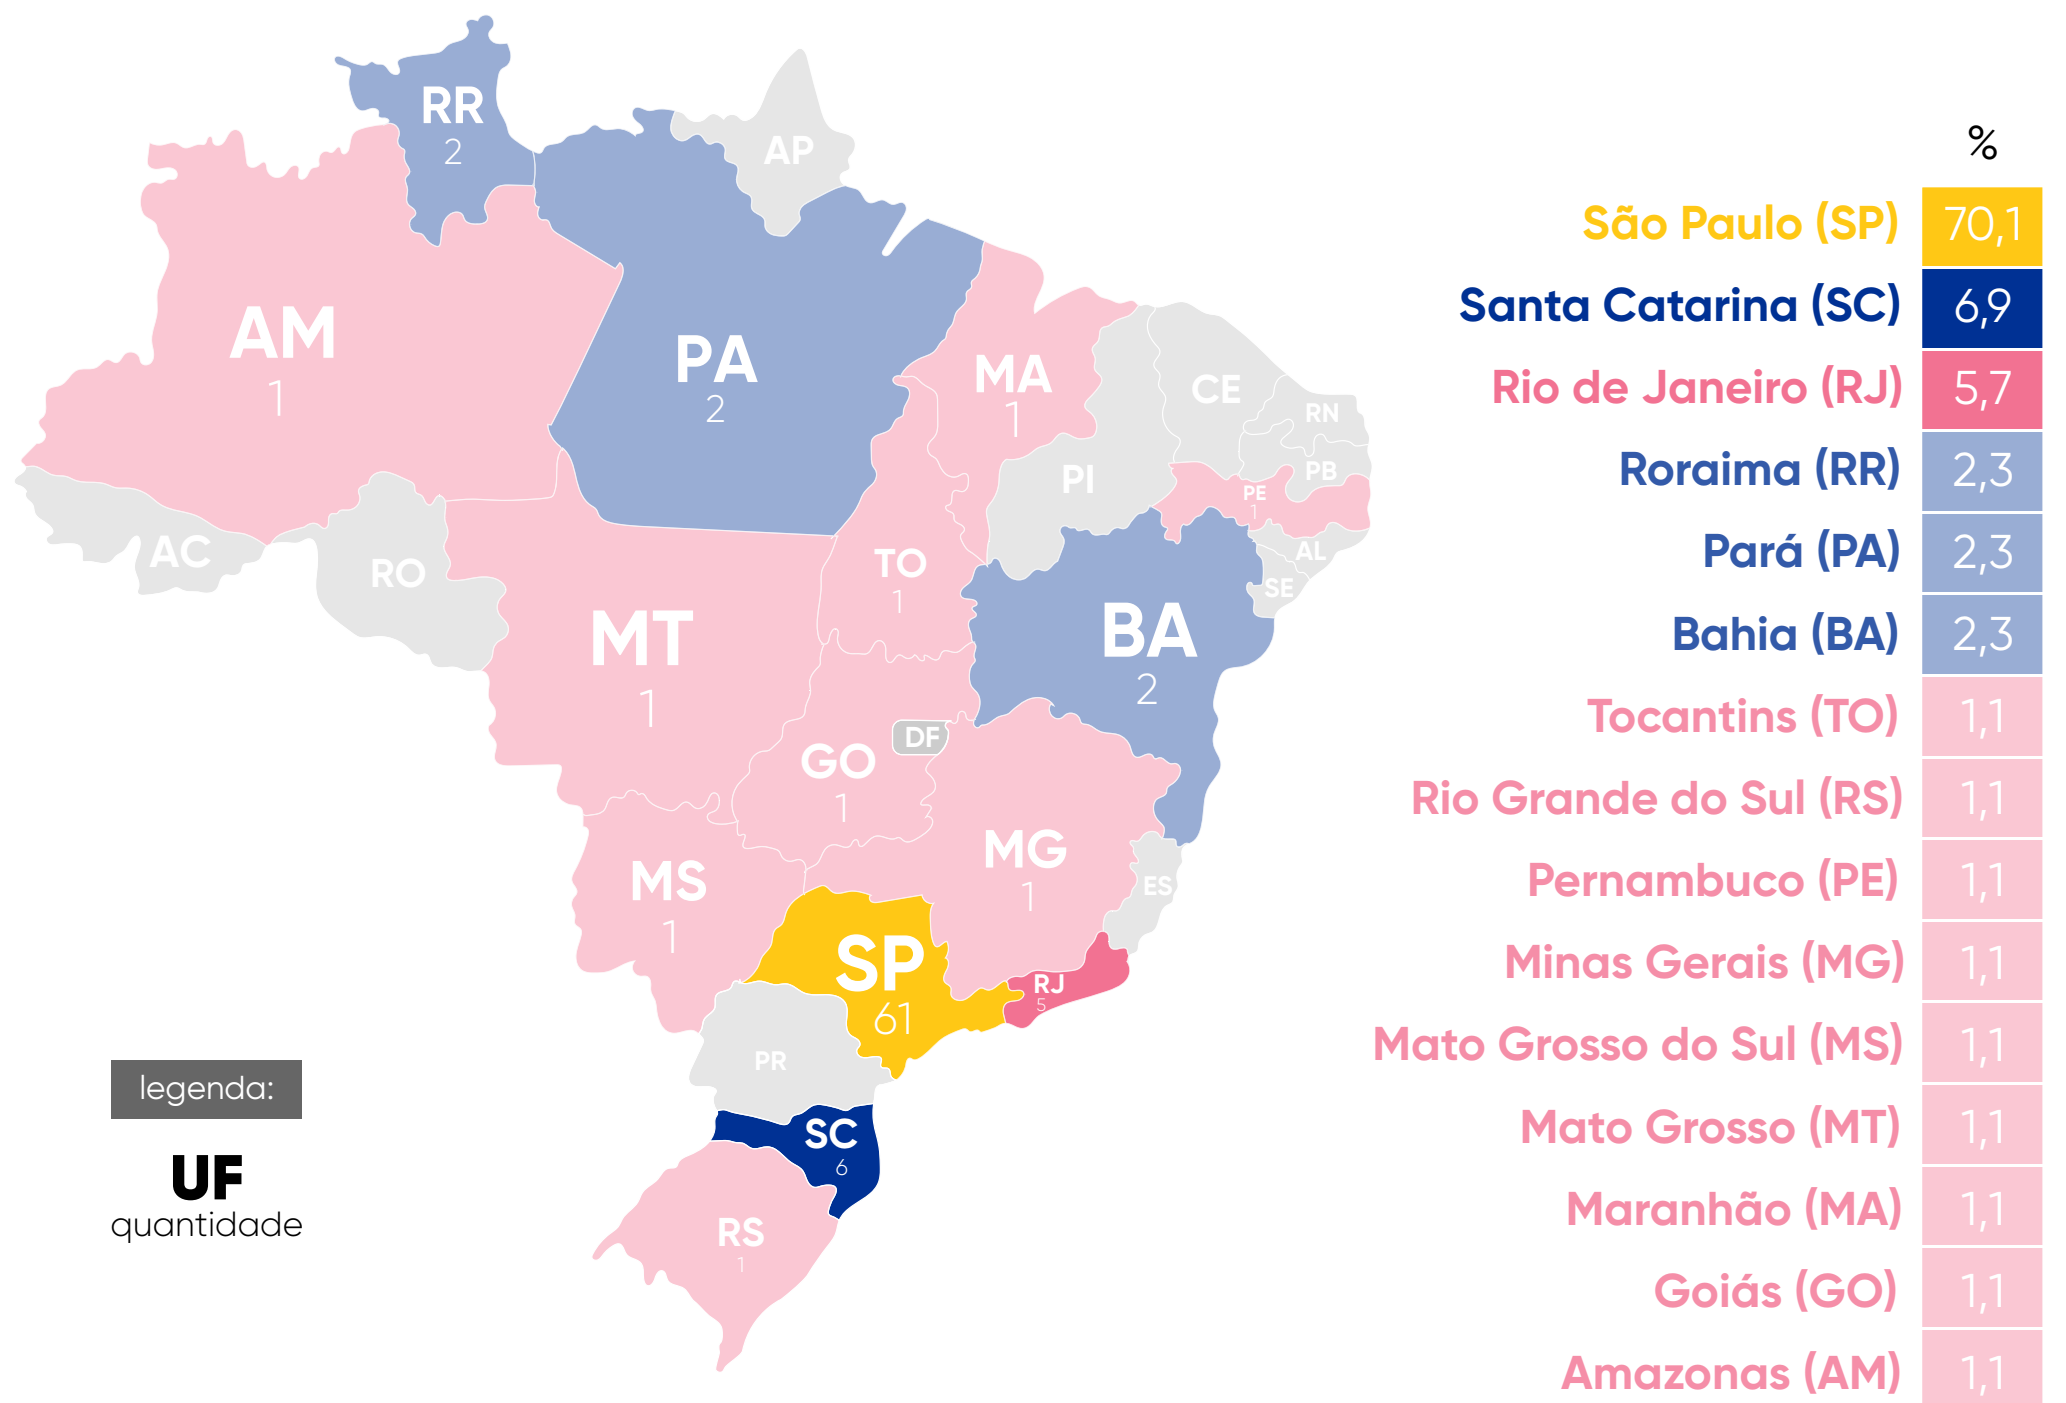 RR
2
AP
AM
1
PA
2
MA
1
CE
RN
PB
PI
PE
1
AC
RO
TO
1
AL
SE
MT
1
BA
2
DF
GO
1
MG
1
MS
1
ES
SP
61
RJ
5
PR
SC
6
RS
1
legenda:
UF
quantidade
%
São Paulo (SP) 70,1
Santa Catarina (SC) 6,9
Rio de Janeiro (RJ) 5,7
Roraima (RR) 2,3
Pará (PA) 2,3
Bahia (BA) 2,3
Tocantins (TO) 1,1
Rio Grande do Sul (RS) 1,1
Pernambuco (PE) 1,1
Minas Gerais (MG) 1,1
Mato Grosso do Sul (MS) 1,1
Mato Grosso (MT) 1,1
Maranhão (MA) 1,1
Goiás (GO) 1,1
Amazonas (AM) 1,1